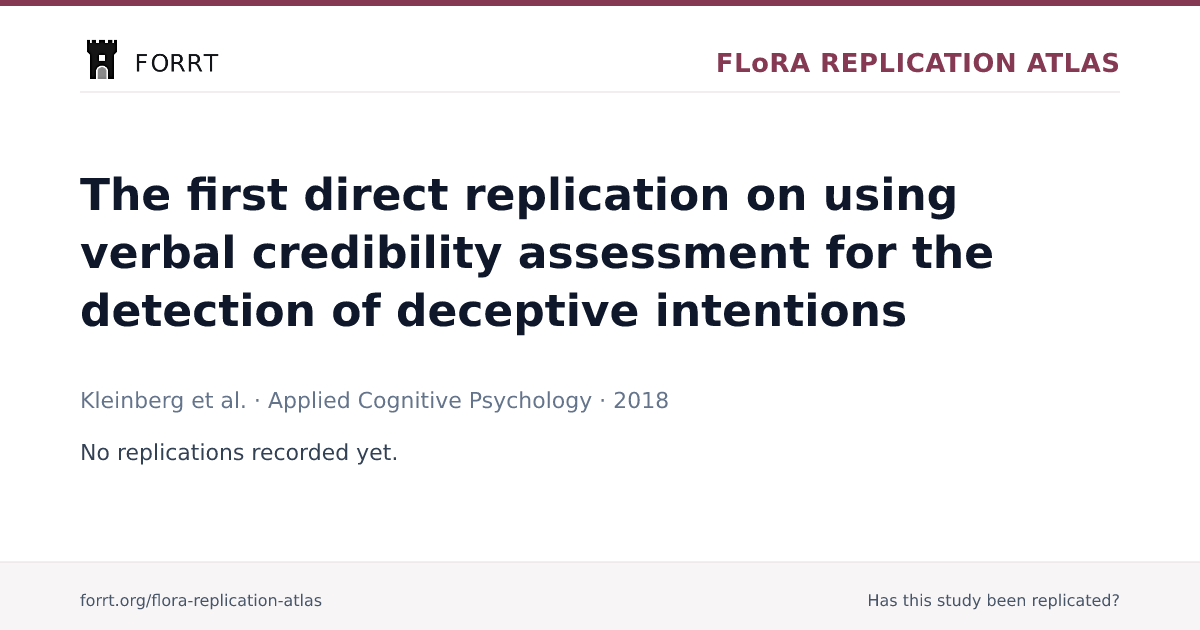 FORRT
FLoRA REPLICATION ATLAS
The first direct replication on using
verbal credibility assessment for the
detection of deceptive intentions
Kleinberg et al. · Applied Cognitive Psychology · 2018
No replications recorded yet.
forrt.org/flora-replication-atlas
Has this study been replicated?